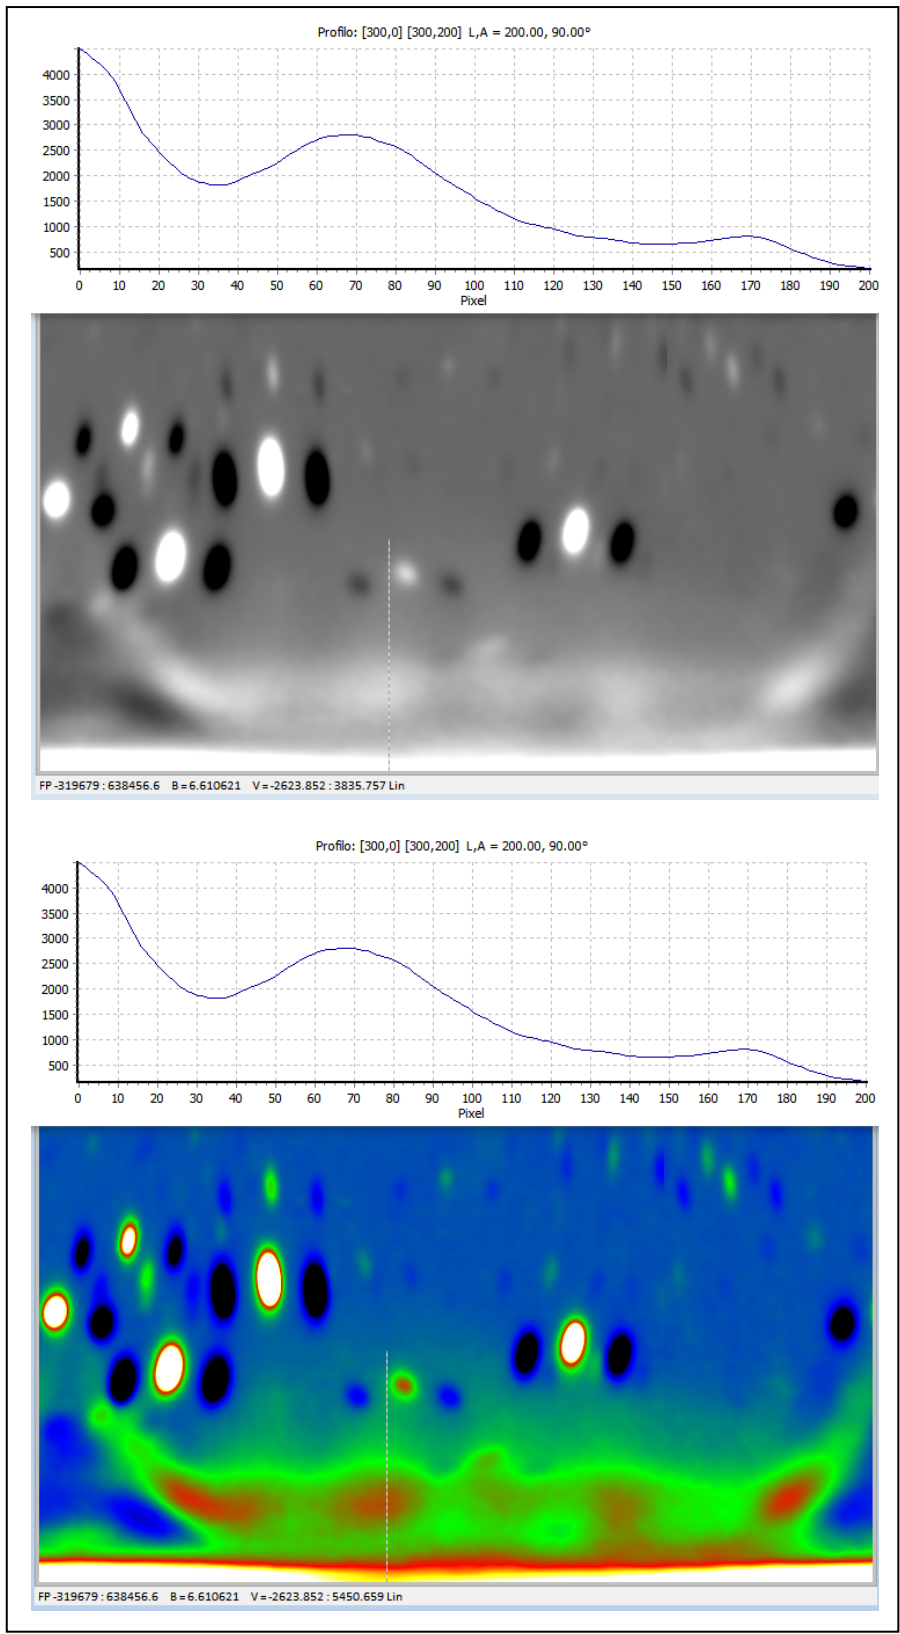 Profilo: [300,0] [300,200] L,A = 200.00, 90.00°
4000
3500
3000
2500
2000
1500
1000
500
0 10 20 30 40 50 60 70 80 90 100 110 120 130 140 150 160 170 180 190 200
Pixel
FP -319679 : 638456.6 B = 6.610621 V = -2623.852 : 3835.757 Lin
Profilo: [300,0] [300,200] L,A = 200.00, 90.00°
4000
3500
3000
2500
2000
1500
1000
500
0 10 20 30 40 50 60 70 80 90 100 110 120 130 140 150 160 170 180 190 200
Pixel
FP -319679 : 638456.6 B = 6.610621 V = -2623.852 : 5450.659 Lin